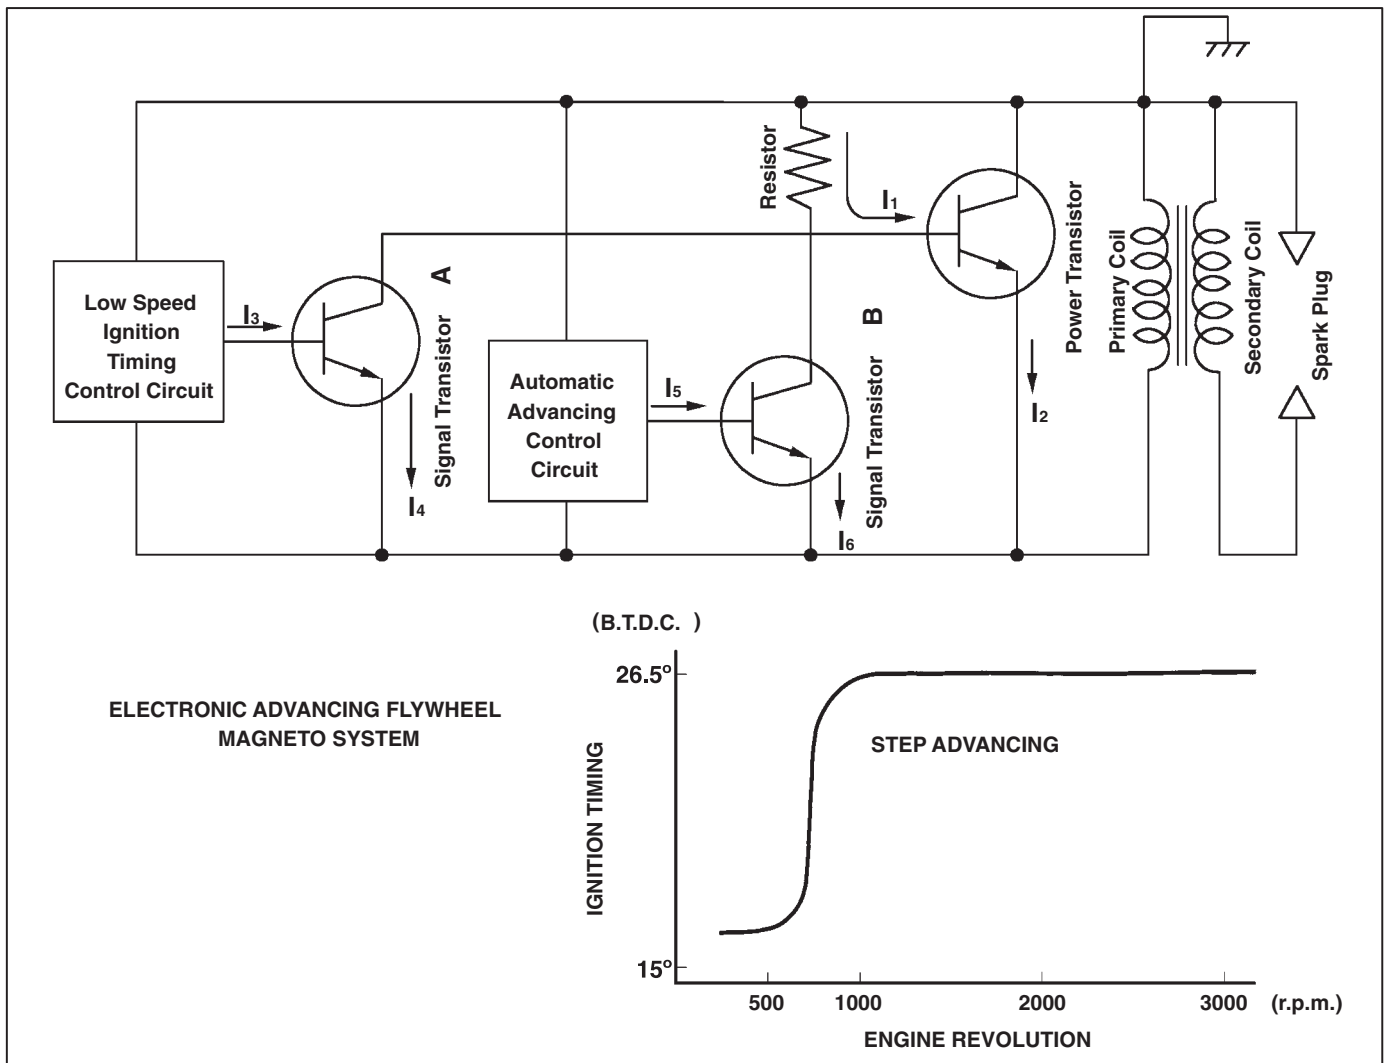 Resistor
I1
Power Transistor
Primary Coil
Secondary Coil
Spark Plug
Low Speed
Ignition
Timing
Control Circuit
I3
A
Signal Transistor
I4
Automatic
Advancing
Control
Circuit
I5
B
Signal Transistor
I6
I2
(B.T.D.C. )
26.5°
ELECTRONIC ADVANCING FLYWHEEL
MAGNETO SYSTEM
STEP ADVANCING
IGNITION TIMING
15°
500 1000 2000 3000 (r.p.m.)
ENGINE REVOLUTION